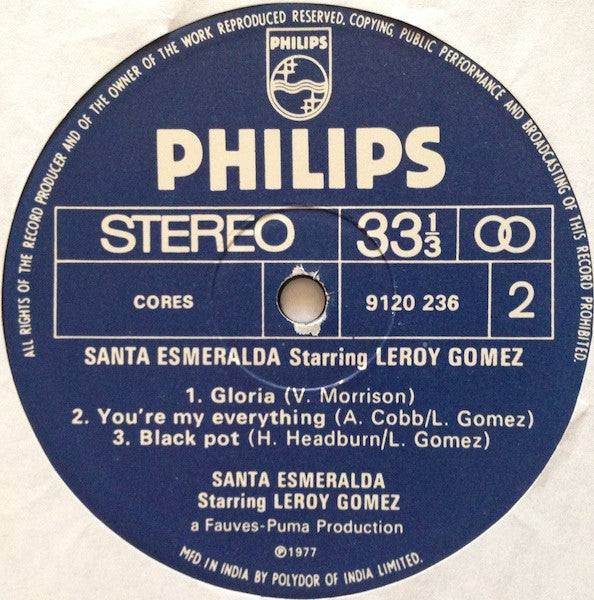 ALL RIGHTS OF THE RECORD PRODUCER AND OF THE OWNER OF THE WORK REPRODUCED RESERVED. COPYING, PUBLIC PERFORMANCE AND BROADCASTING OF THIS RECORD PROHIBITED.
PHILIPS
PHILIPS
STEREO 33⅓
CORES 9120 236 2
SANTA ESMERALDA Starring LEROY GOMEZ
1. Gloria (V. Morrison)
2. You're my everything (A. Cobb/L. Gomez)
3. Black pot (H. Headburn/L. Gomez)
SANTA ESMERALDA
Starring LEROY GOMEZ
a Fauves-Puma Production
℗1977
MFD IN INDIA BY POLYDOR OF INDIA LIMITED.